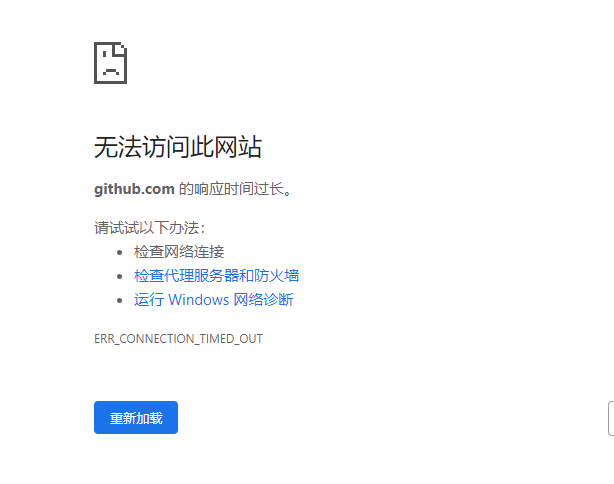 无法访问此网站
github.com 的响应时间过长。
请试试以下办法：
检查网络连接
检查代理服务器和防火墙
运行 Windows 网络诊断
ERR_CONNECTION_TIMED_OUT
重新加载